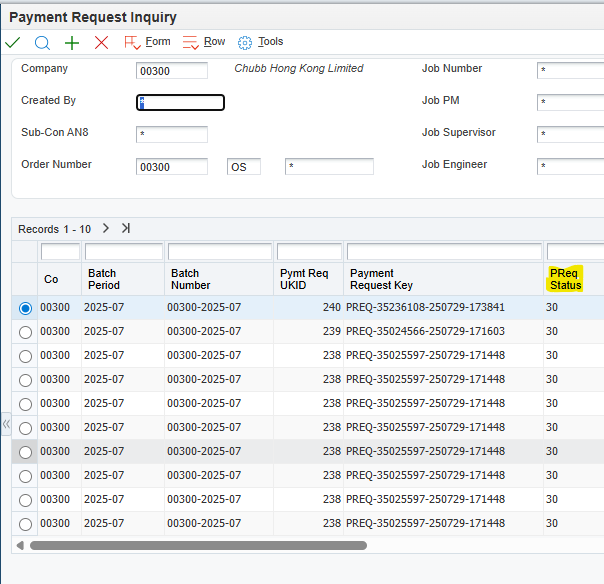 Payment Request Inquiry
Form Row Tools
Company 00300 Chubb Hong Kong Limited Job Number *
Created By * Job PM *
Sub-Con AN8 * Job Supervisor *
Order Number 00300 OS * Job Engineer *
Records 1 - 10
Co Batch Period Batch Number Pymt Req UKID Payment Request Key PReq Status
00300 2025-07 00300-2025-07 240 PREQ-35236108-250729-173841 30
00300 2025-07 00300-2025-07 239 PREQ-35024566-250729-171603 30
00300 2025-07 00300-2025-07 238 PREQ-35025597-250729-171448 30
00300 2025-07 00300-2025-07 238 PREQ-35025597-250729-171448 30
00300 2025-07 00300-2025-07 238 PREQ-35025597-250729-171448 30
00300 2025-07 00300-2025-07 238 PREQ-35025597-250729-171448 30
00300 2025-07 00300-2025-07 238 PREQ-35025597-250729-171448 30
00300 2025-07 00300-2025-07 238 PREQ-35025597-250729-171448 30
00300 2025-07 00300-2025-07 238 PREQ-35025597-250729-171448 30
00300 2025-07 00300-2025-07 238 PREQ-35025597-250729-171448 30